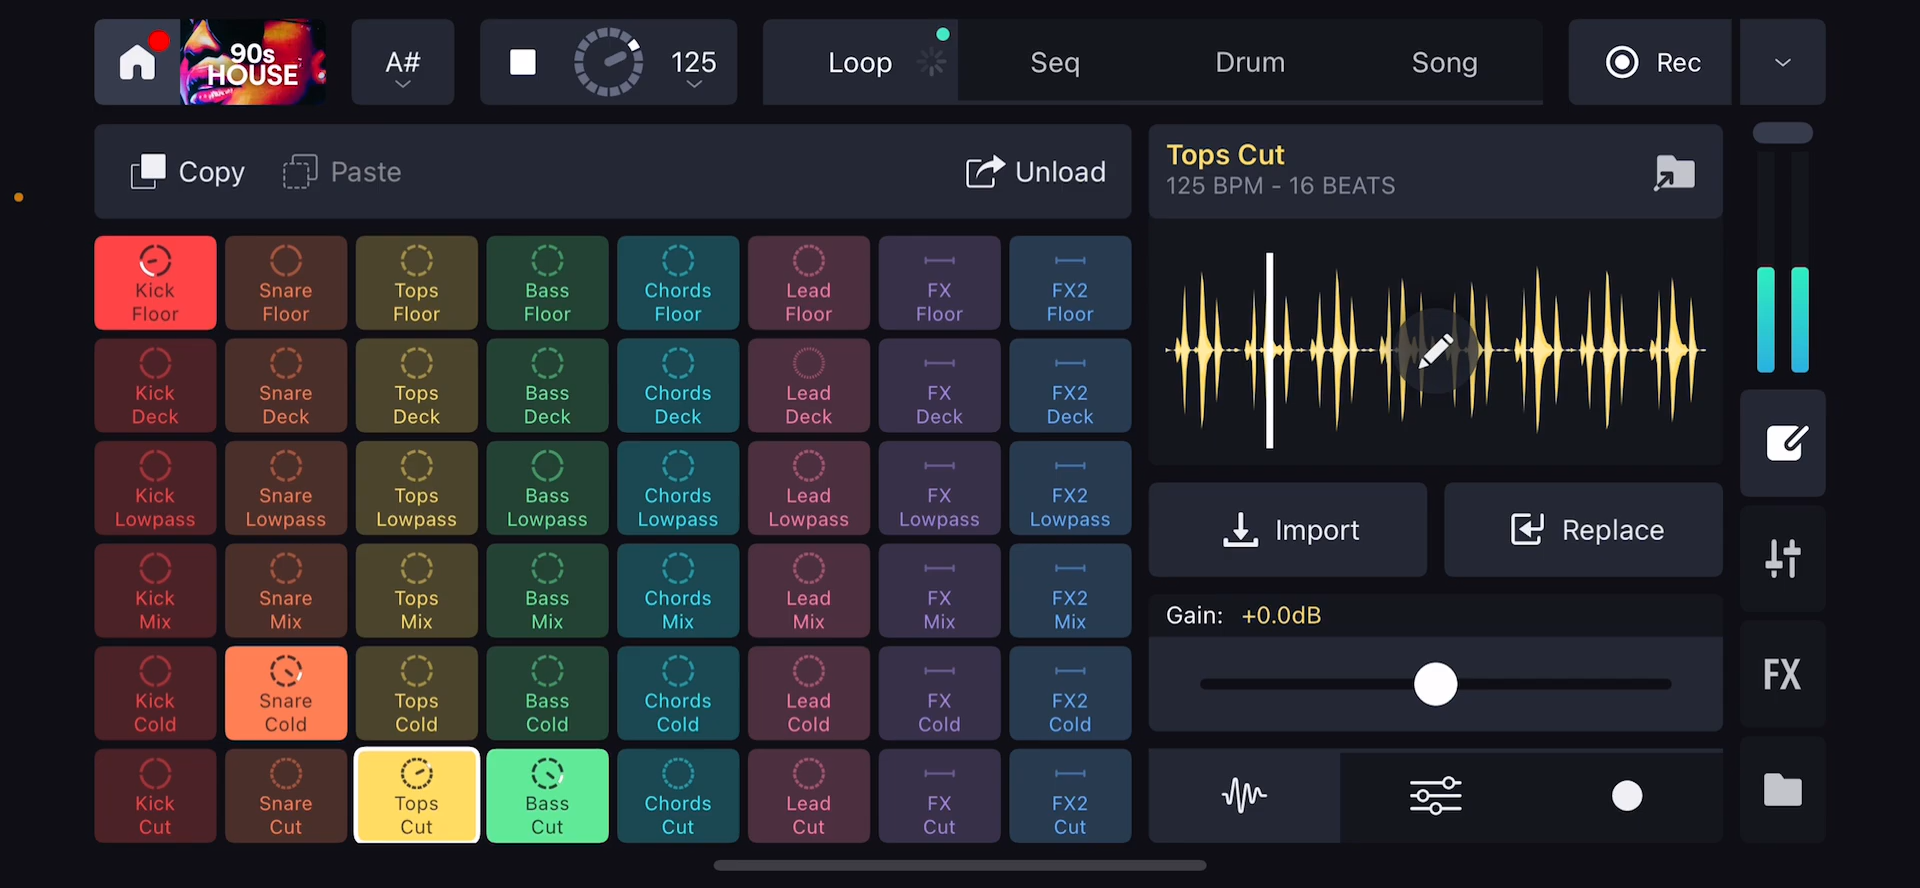 90s
HOUSE
A#
125
Loop
Seq
Drum
Song
Rec
Copy
Paste
Unload
Tops Cut
125 BPM - 16 BEATS
Kick
Floor
Snare
Floor
Tops
Floor
Bass
Floor
Chords
Floor
Lead
Floor
FX
Floor
FX2
Floor
Kick
Deck
Snare
Deck
Tops
Deck
Bass
Deck
Chords
Deck
Lead
Deck
FX
Deck
FX2
Deck
Kick
Lowpass
Snare
Lowpass
Tops
Lowpass
Bass
Lowpass
Chords
Lowpass
Lead
Lowpass
FX
Lowpass
FX2
Lowpass
Import
Replace
Kick
Mix
Snare
Mix
Tops
Mix
Bass
Mix
Chords
Mix
Lead
Mix
FX
Mix
FX2
Mix
Gain: +0.0dB
Kick
Cold
Snare
Cold
Tops
Cold
Bass
Cold
Chords
Cold
Lead
Cold
FX
Cold
FX2
Cold
FX
Kick
Cut
Snare
Cut
Tops
Cut
Bass
Cut
Chords
Cut
Lead
Cut
FX
Cut
FX2
Cut